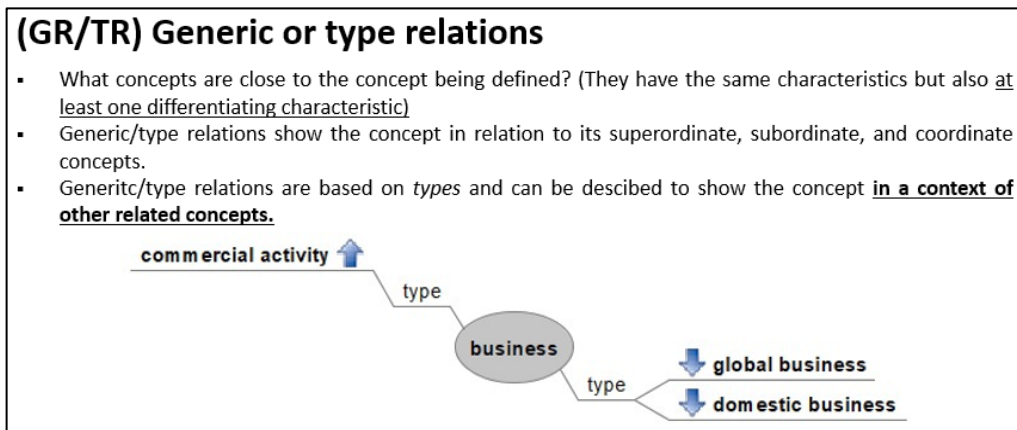 (GR/TR) Generic or type relations
▪ What concepts are close to the concept being defined? (They have the same characteristics but also at
least one differentiating characteristic)
▪ Generic/type relations show the concept in relation to its superordinate, subordinate, and coordinate
concepts.
▪ Generitc/type relations are based on types and can be descibed to show the concept in a context of
other related concepts.
commercial activity
type
business
type
global business
domestic business